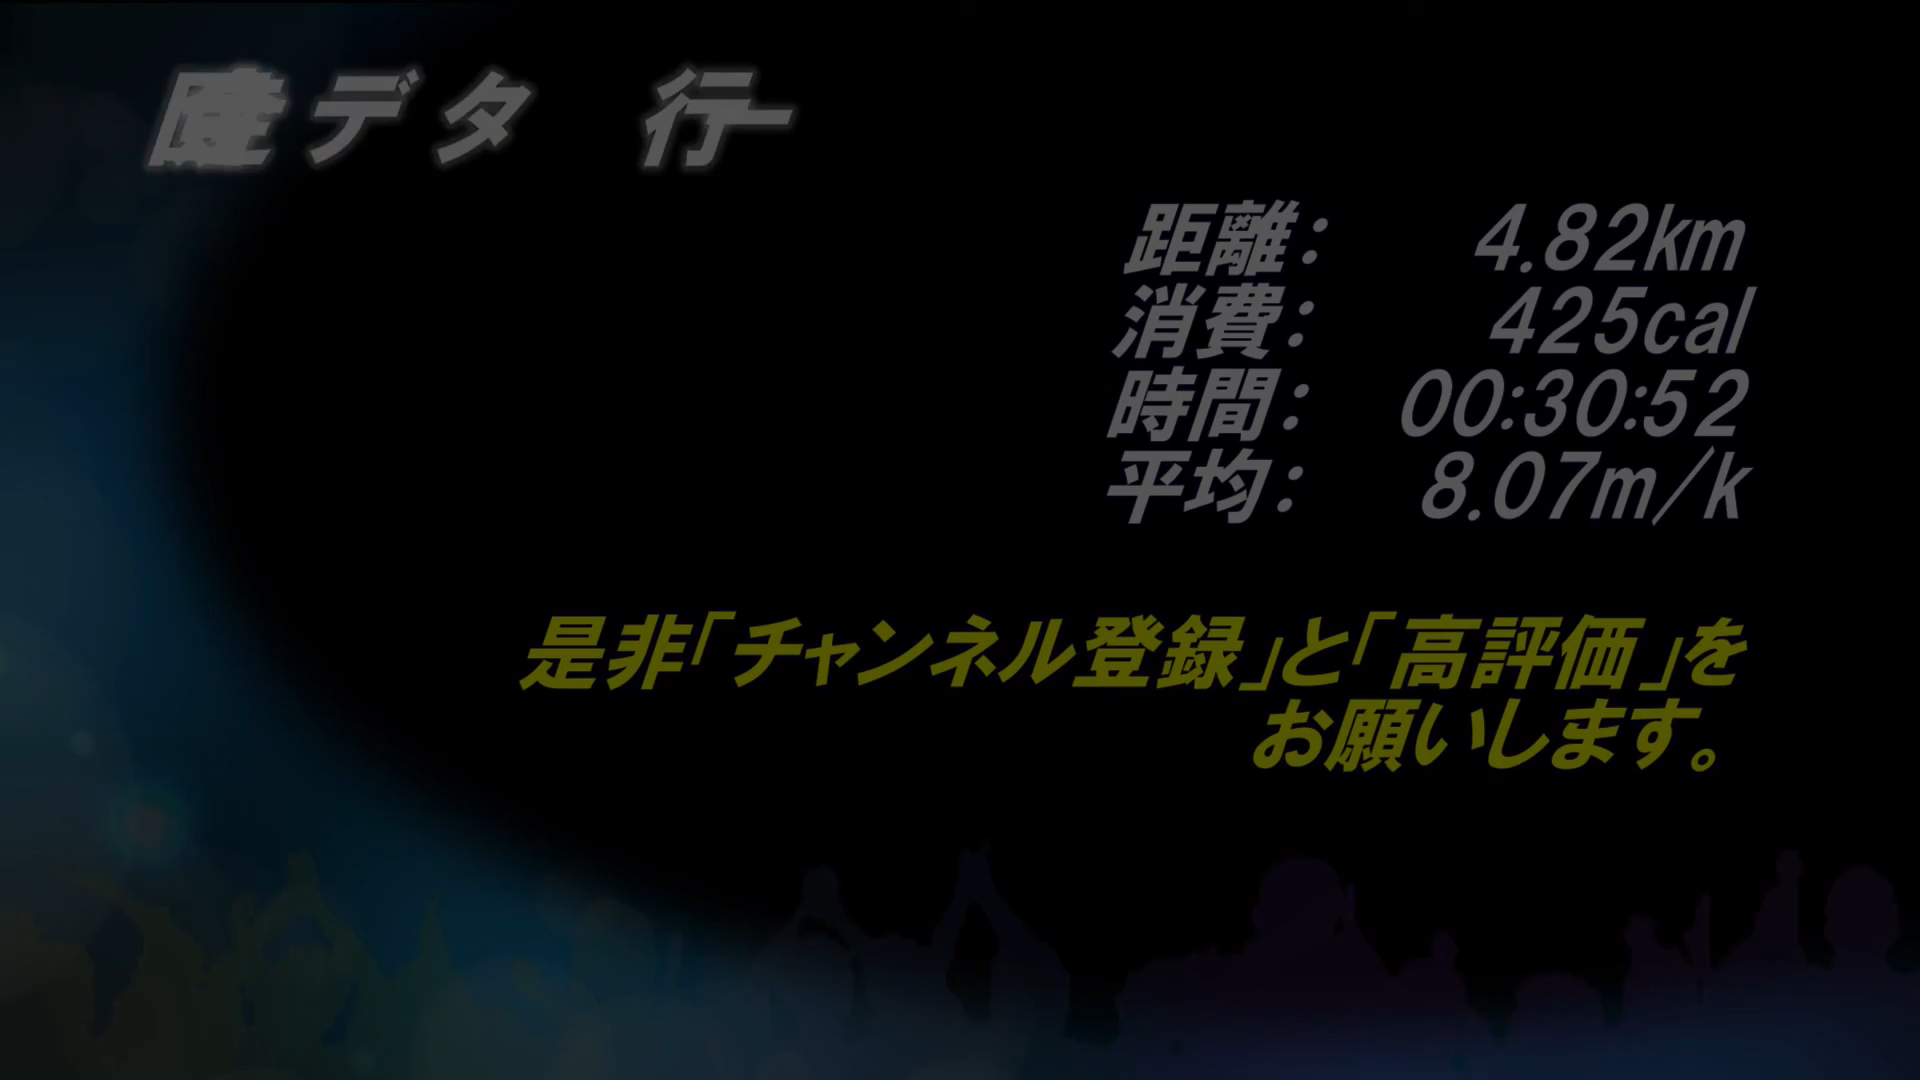 デタ 行ー
距離： 4.82km
消費： 425cal
時間： 00:30:52
平均： 8.07m/k
是非「チャンネル登録」と「高評価」を
お願いします。